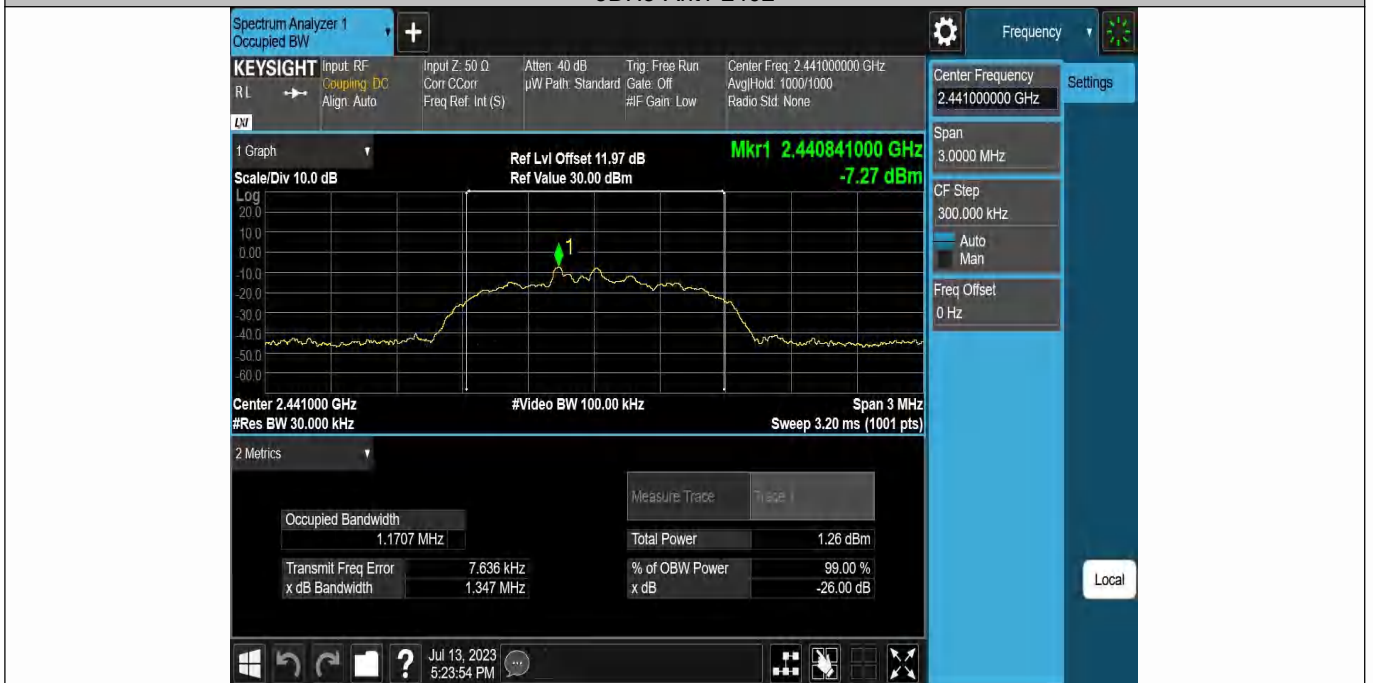 Spectrum Analyzer 1
Occupied BW
+
Frequency
KEYSIGHT
Input: RF
Input Z: 50 Ω
Atten: 40 dB
Trig: Free Run
Center Freq: 2.441000000 GHz
RL
Coupling: DC
Corr CCorr
µW Path: Standard
Gate: Off
Avg|Hold: 1000/1000
Align: Auto
Freq Ref: Int (S)
#IF Gain: Low
Radio Std: None
LXI
Center Frequency
2.441000000 GHz
Settings
Span
3.0000 MHz
CF Step
300.000 kHz
Auto
Man
Freq Offset
0 Hz
Local
1 Graph
Ref Lvl Offset 11.97 dB
Mkr1 2.440841000 GHz
Scale/Div 10.0 dB
Ref Value 30.00 dBm
-7.27 dBm
Log
20.0
10.0
0.00
-10.0
-20.0
-30.0
-40.0
-50.0
-60.0
1
Center 2.441000 GHz
#Video BW 100.00 kHz
Span 3 MHz
#Res BW 30.000 kHz
Sweep 3.20 ms (1001 pts)
2 Metrics
Measure Trace
Trace 1
Occupied Bandwidth
1.1707 MHz
Total Power
1.26 dBm
Transmit Freq Error
7.636 kHz
% of OBW Power
99.00 %
x dB Bandwidth
1.347 MHz
x dB
-26.00 dB
?
Jul 13, 2023
5:23:54 PM